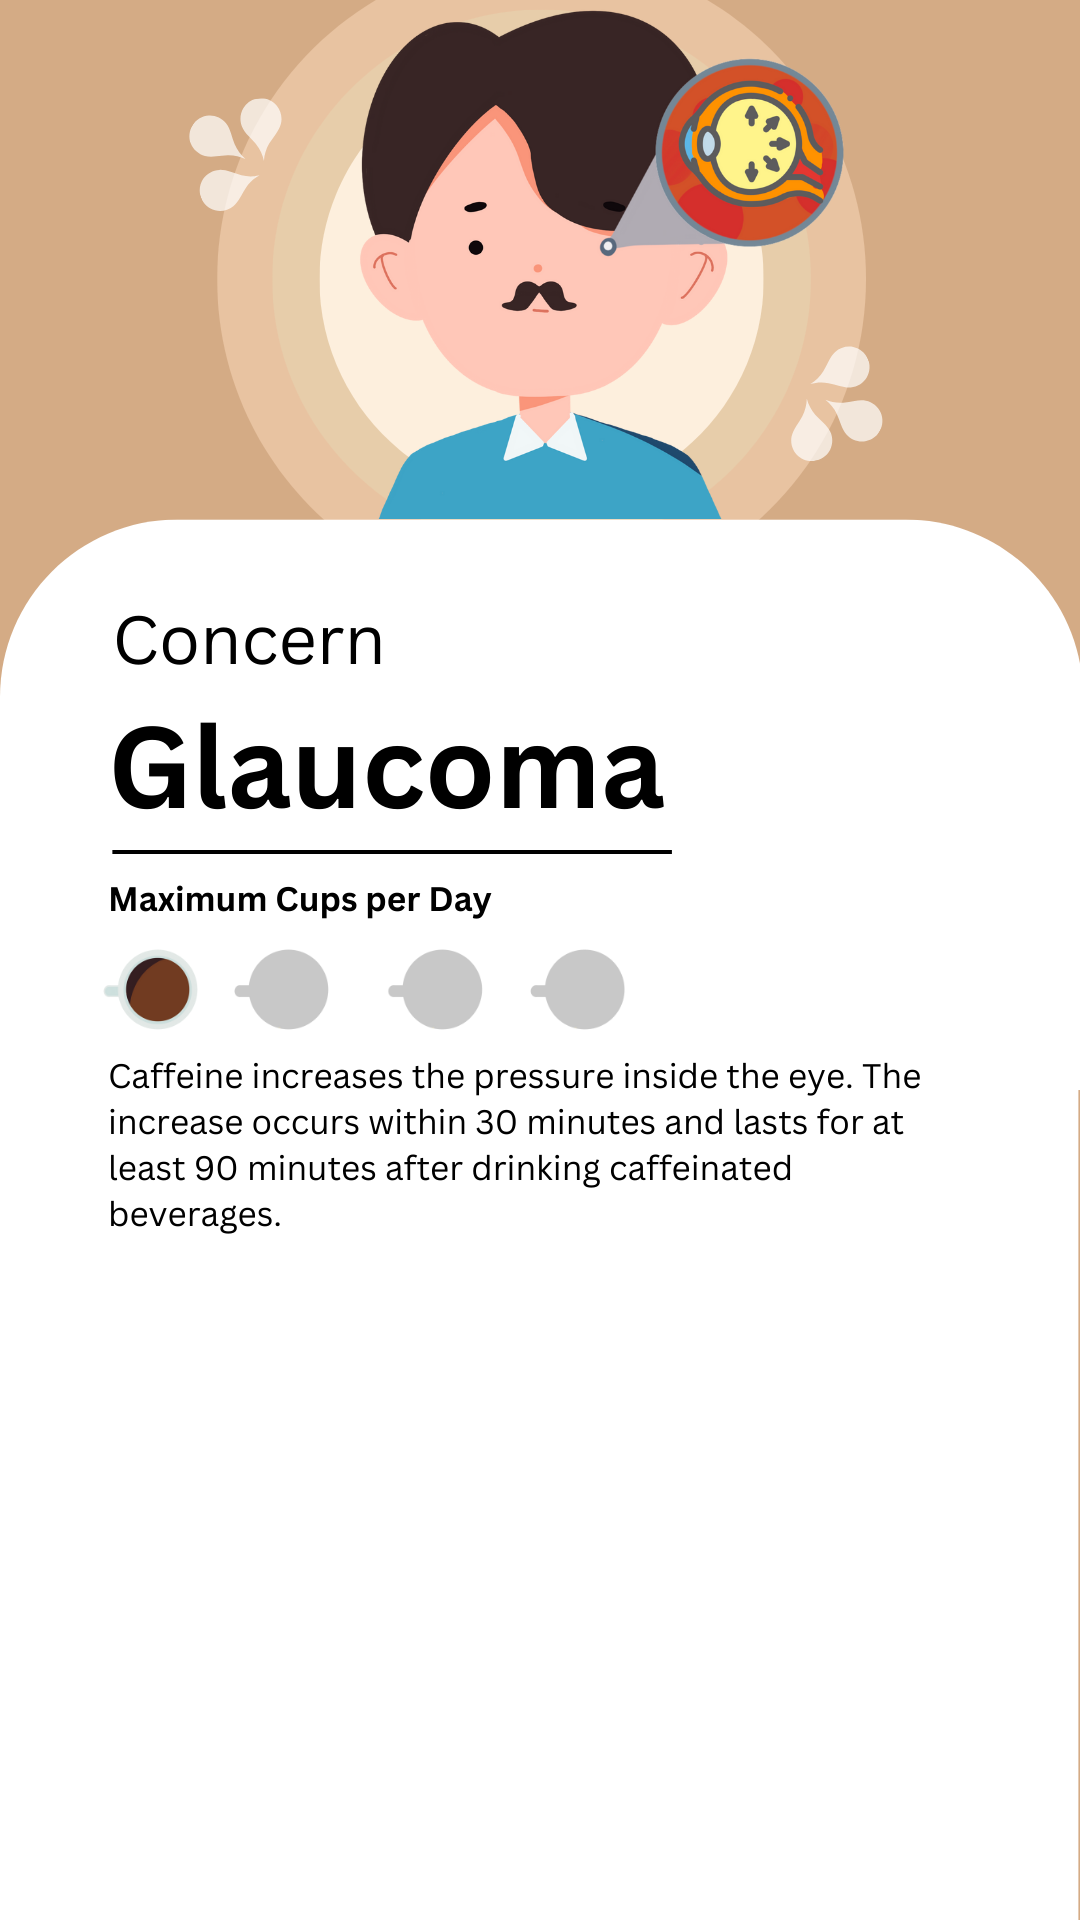 Concern
Glaucoma
Maximum Cups per Day
Caffeine increases the pressure inside the eye. The
increase occurs within 30 minutes and lasts for at
least 90 minutes after drinking caffeinated
beverages.